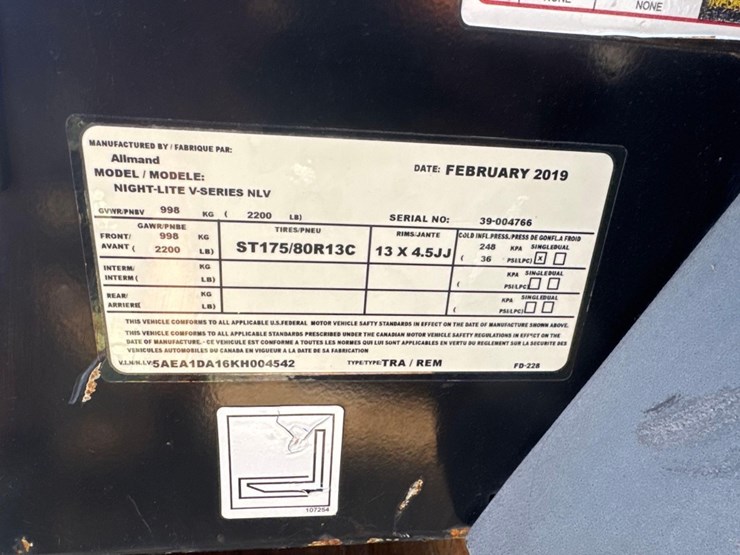 NONE
MANUFACTURED BY / FABRIQUE PAR:
Allmand
DATE: FEBRUARY 2019
MODEL / MODELE:
NIGHT-LITE V-SERIES NLV
GVWR/PNBV 998 KG ( 2200 LB) SERIAL NO: 39-004766
GAWR/PNBE TIRES/PNEU RIMS/JANTE COLD INFL.PRESS./PRESS DE GONFLA FROID
FRONT/ 998 KG ST175/80R13C 13 X 4.5JJ 248 KPA SINGLE DUAL
AVANT ( 2200 LB) ( 36 PSI/LPC) X
INTERM/ KG KPA SINGLE DUAL
INTERM ( LB) ( PSI/LPC)
REAR/ KG KPA SINGLE DUAL
ARRIERE LB) ( PSI/LPC)
THIS VEHICLE CONFORMS TO ALL APPLICABLE U.S.FEDERAL MOTOR VEHICLE SAFTY STANDARDS IN EFFECT ON THE DATE OF MANUFACTURE SHOWN ABOVE.
THIS VEHICLE CONFORMS TO ALL APPLICABLE STANDARDS PRESCRIBED UNDER THE CANADIAN MOTOR VEHICLE SAFETY REGULATIONS IN EFFECT ON THE
DATE OF MANUFACTURE. - CE VEHICULE EST CONFORME A TOUTES LES NORMES QUI LUI SONT APPLICABLES EN VERTU DU REGLEMENT SUR LA SECURITE DES
VEHICULES AUTOMOBILES DU CANADA EN VIGUEUR A LA DATE DE SA FABRICATION
V.I.N/N.I.V 5AEA1DA16KH004542 TYPE/TYPE: TRA / REM FD-228
107254